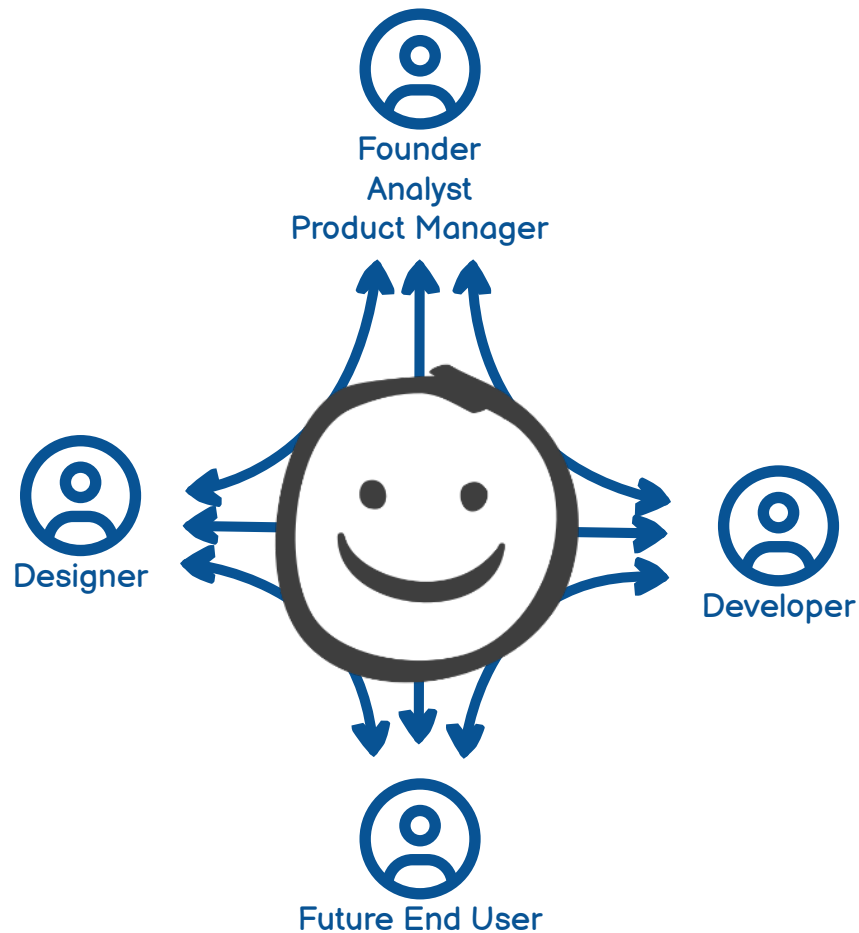 Founder
Analyst
Product Manager
Designer
Developer
Future End User